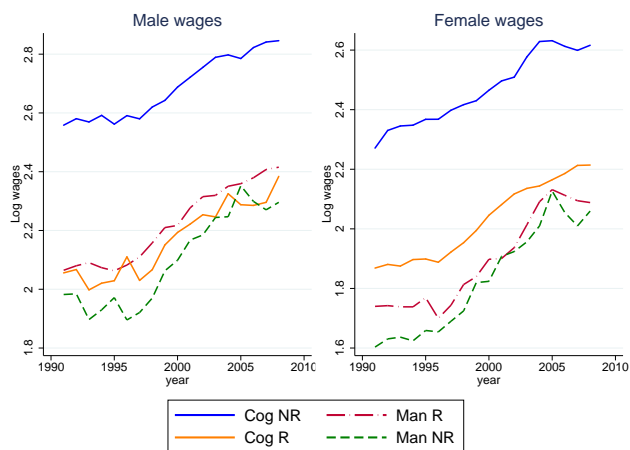 Male wages
Female wages
Log wages
2.8
2.6
2.4
2.2
2
1.8
1990
1995
2000
2005
2010
year
Log wages
2.6
2.4
2.2
2
1.8
1.6
1990
1995
2000
2005
2010
year
Cog NR
Man R
Cog R
Man NR